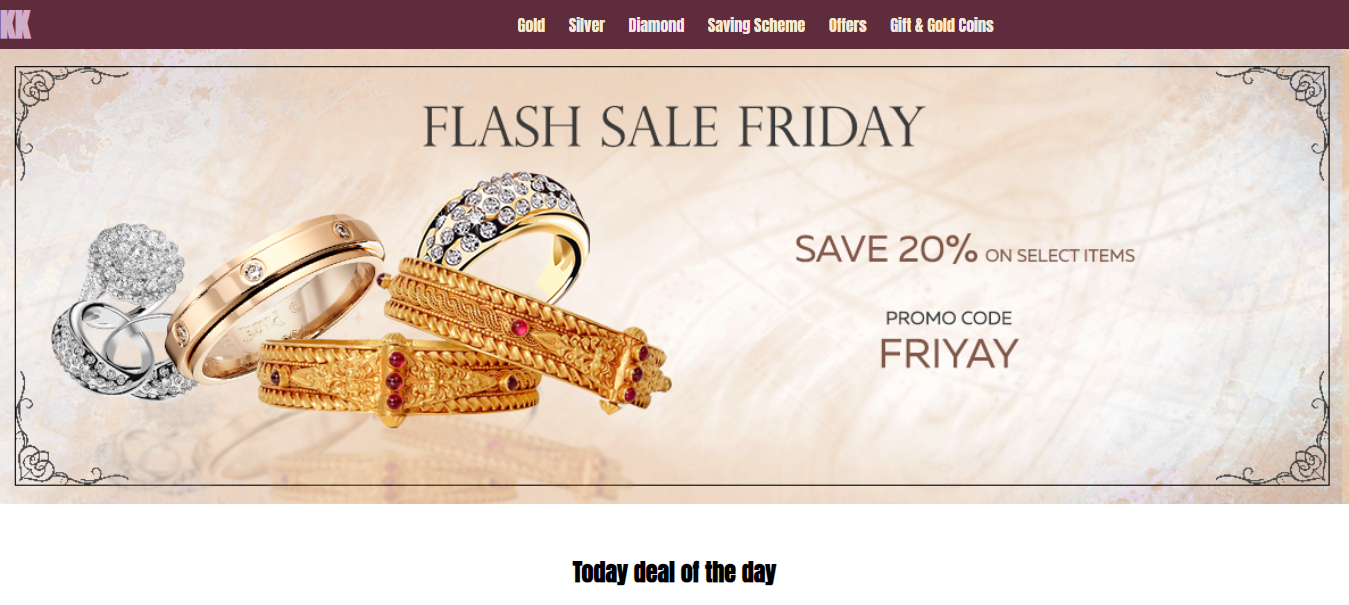 KK
Gold Silver Diamond Saving Scheme Offers Gift & Gold Coins
FLASH SALE FRIDAY
SAVE 20% ON SELECT ITEMS
PROMO CODE
FRIYAY
Today deal of the day